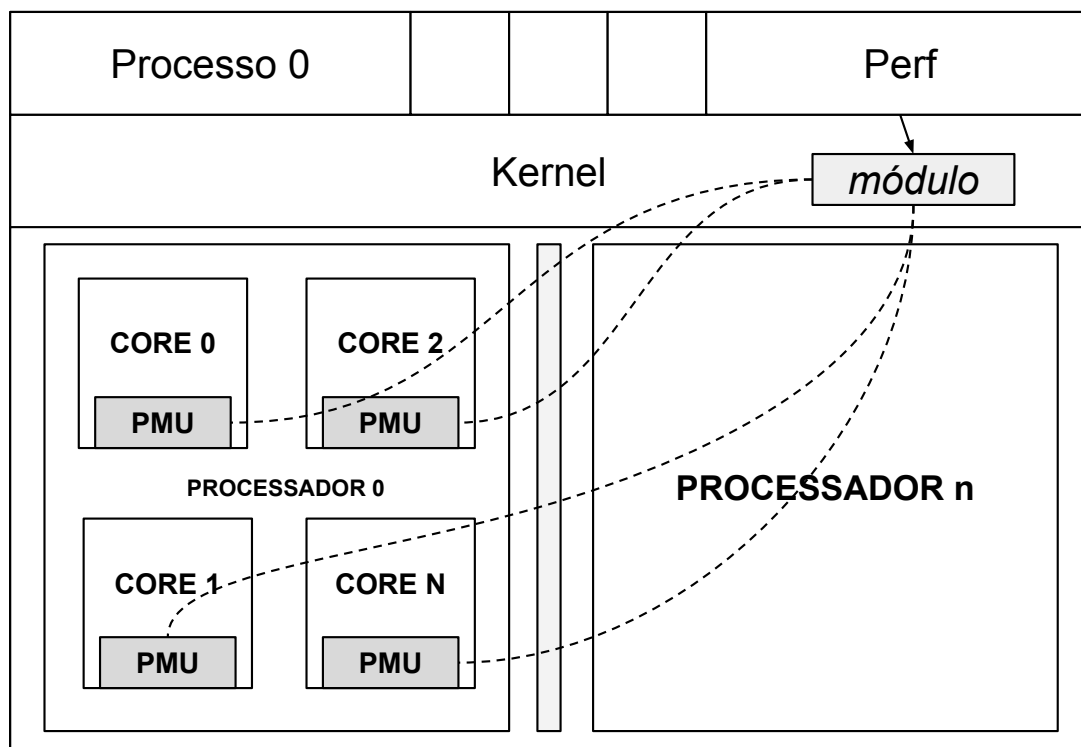 Processo 0
Perf
Kernel
módulo
CORE 0
CORE 2
PMU
PMU
PROCESSADOR 0
PROCESSADOR n
CORE 1
CORE N
PMU
PMU